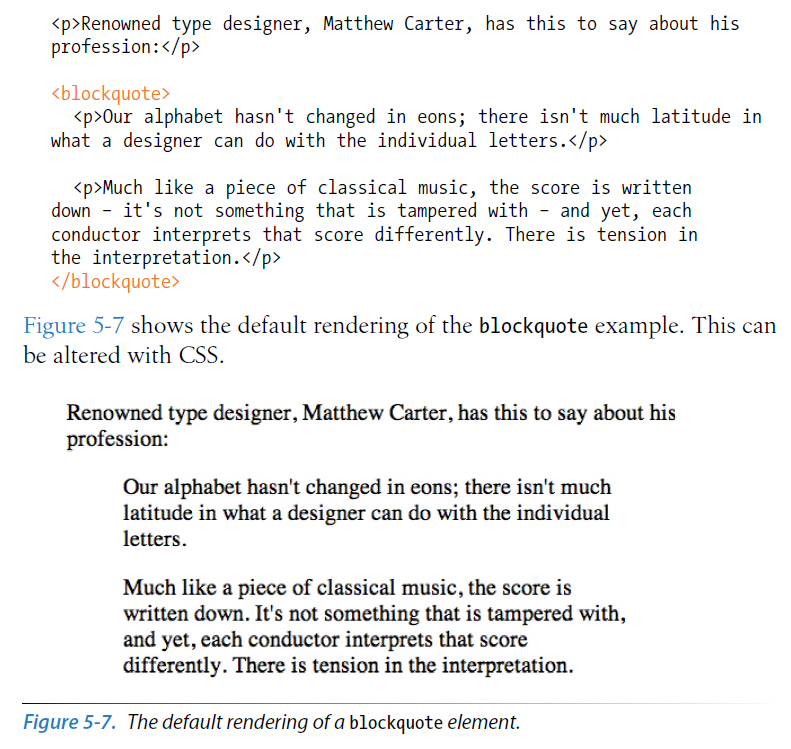 <p>Renowned type designer, Matthew Carter, has this to say about his
profession:</p>
<blockquote>
<p>Our alphabet hasn't changed in eons; there isn't much latitude in
what a designer can do with the individual letters.</p>
<p>Much like a piece of classical music, the score is written
down – it's not something that is tampered with – and yet, each
conductor interprets that score differently. There is tension in
the interpretation.</p>
</blockquote>
Figure 5-7 shows the default rendering of the blockquote example. This can
be altered with CSS.
Renowned type designer, Matthew Carter, has this to say about his
profession:
Our alphabet hasn't changed in eons; there isn't much
latitude in what a designer can do with the individual
letters.
Much like a piece of classical music, the score is
written down. It's not something that is tampered with,
and yet, each conductor interprets that score
differently. There is tension in the interpretation.
Figure 5-7. The default rendering of a blockquote element.